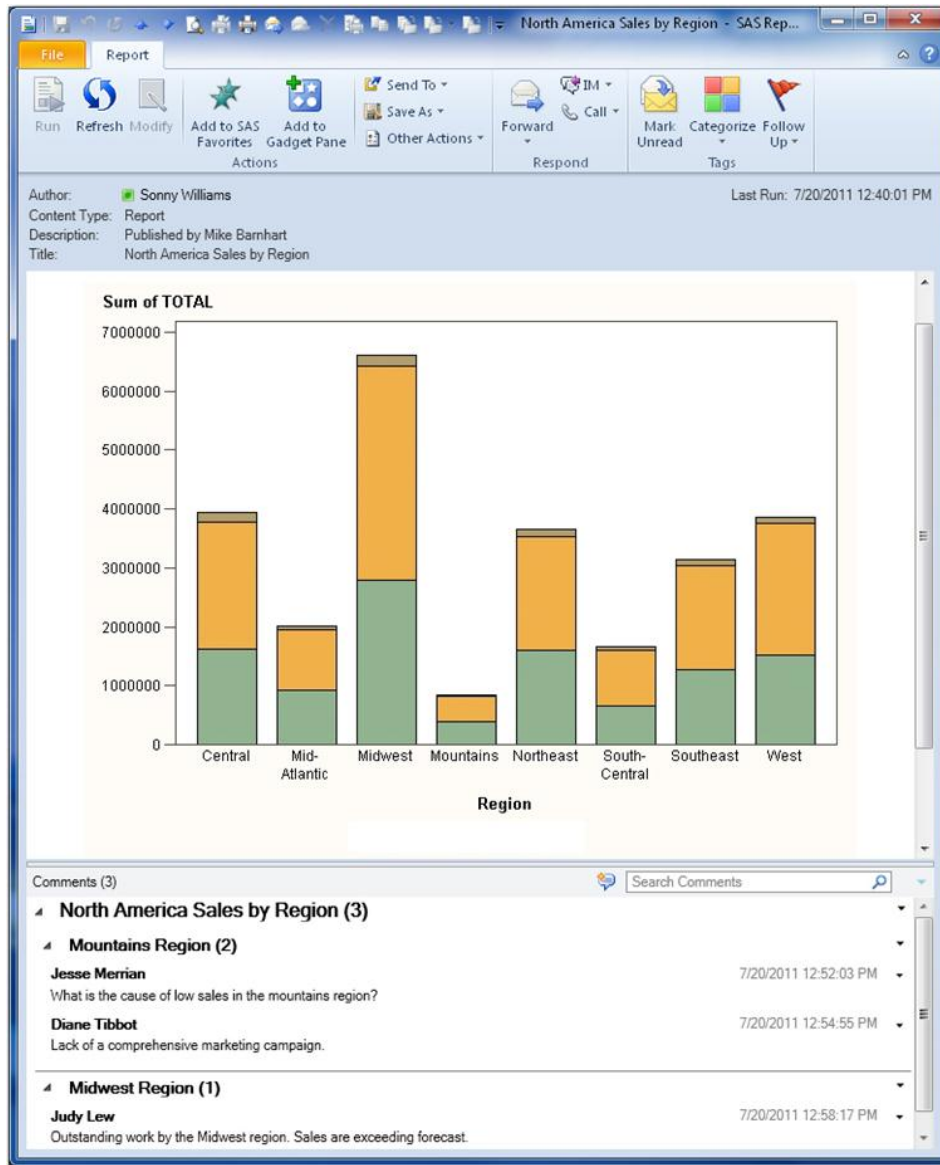 North America Sales by Region - SAS Rep...
File
Report
Run
Refresh
Modify
Add to SAS Favorites
Add to Gadget Pane
Send To
Save As
Other Actions
Actions
Forward
IM
Call
Respond
Mark Unread
Categorize
Follow Up
Tags
Author: Sonny Williams
Last Run: 7/20/2011 12:40:01 PM
Content Type: Report
Description: Published by Mike Barnhart
Title: North America Sales by Region
Sum of TOTAL
7000000
6000000
5000000
4000000
3000000
2000000
1000000
0
Central
Mid-Atlantic
Midwest
Mountains
Northeast
South-Central
Southeast
West
Region
Comments (3)
Search Comments
North America Sales by Region (3)
Mountains Region (2)
Jesse Merrian 7/20/2011 12:52:03 PM
What is the cause of low sales in the mountains region?
Diane Tibbot 7/20/2011 12:54:55 PM
Lack of a comprehensive marketing campaign.
Midwest Region (1)
Judy Lew 7/20/2011 12:58:17 PM
Outstanding work by the Midwest region. Sales are exceeding forecast.